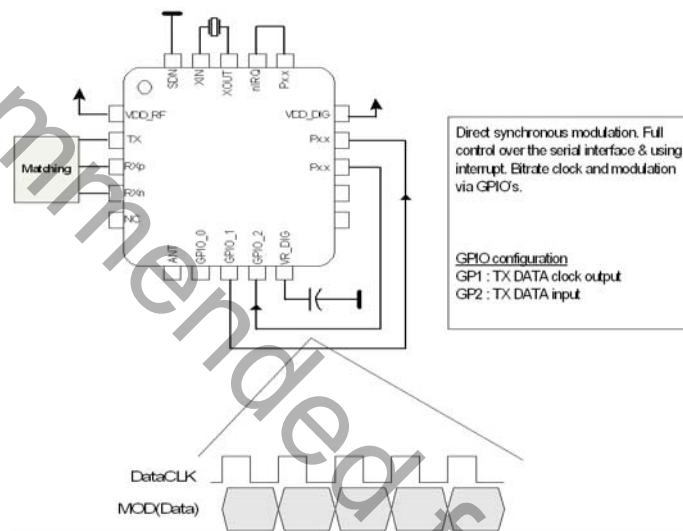 SDN
XIN
XOUT
nIRQ
Pxx
VDD_RF
VDD_DIG
TX
Pxx
Matching
RXp
Pxx
RXn
NC
ANT
GPIO_0
GPIO_1
GPIO_2
VR_DIG
Direct synchronous modulation. Full
control over the serial interface & using
interrupt. Bitrate clock and modulation
via GPIO's.
GPIO configuration
GP1 : TX DATA clock output
GP2 : TX DATA input
DataCLK
MOD(Data)
mmended f